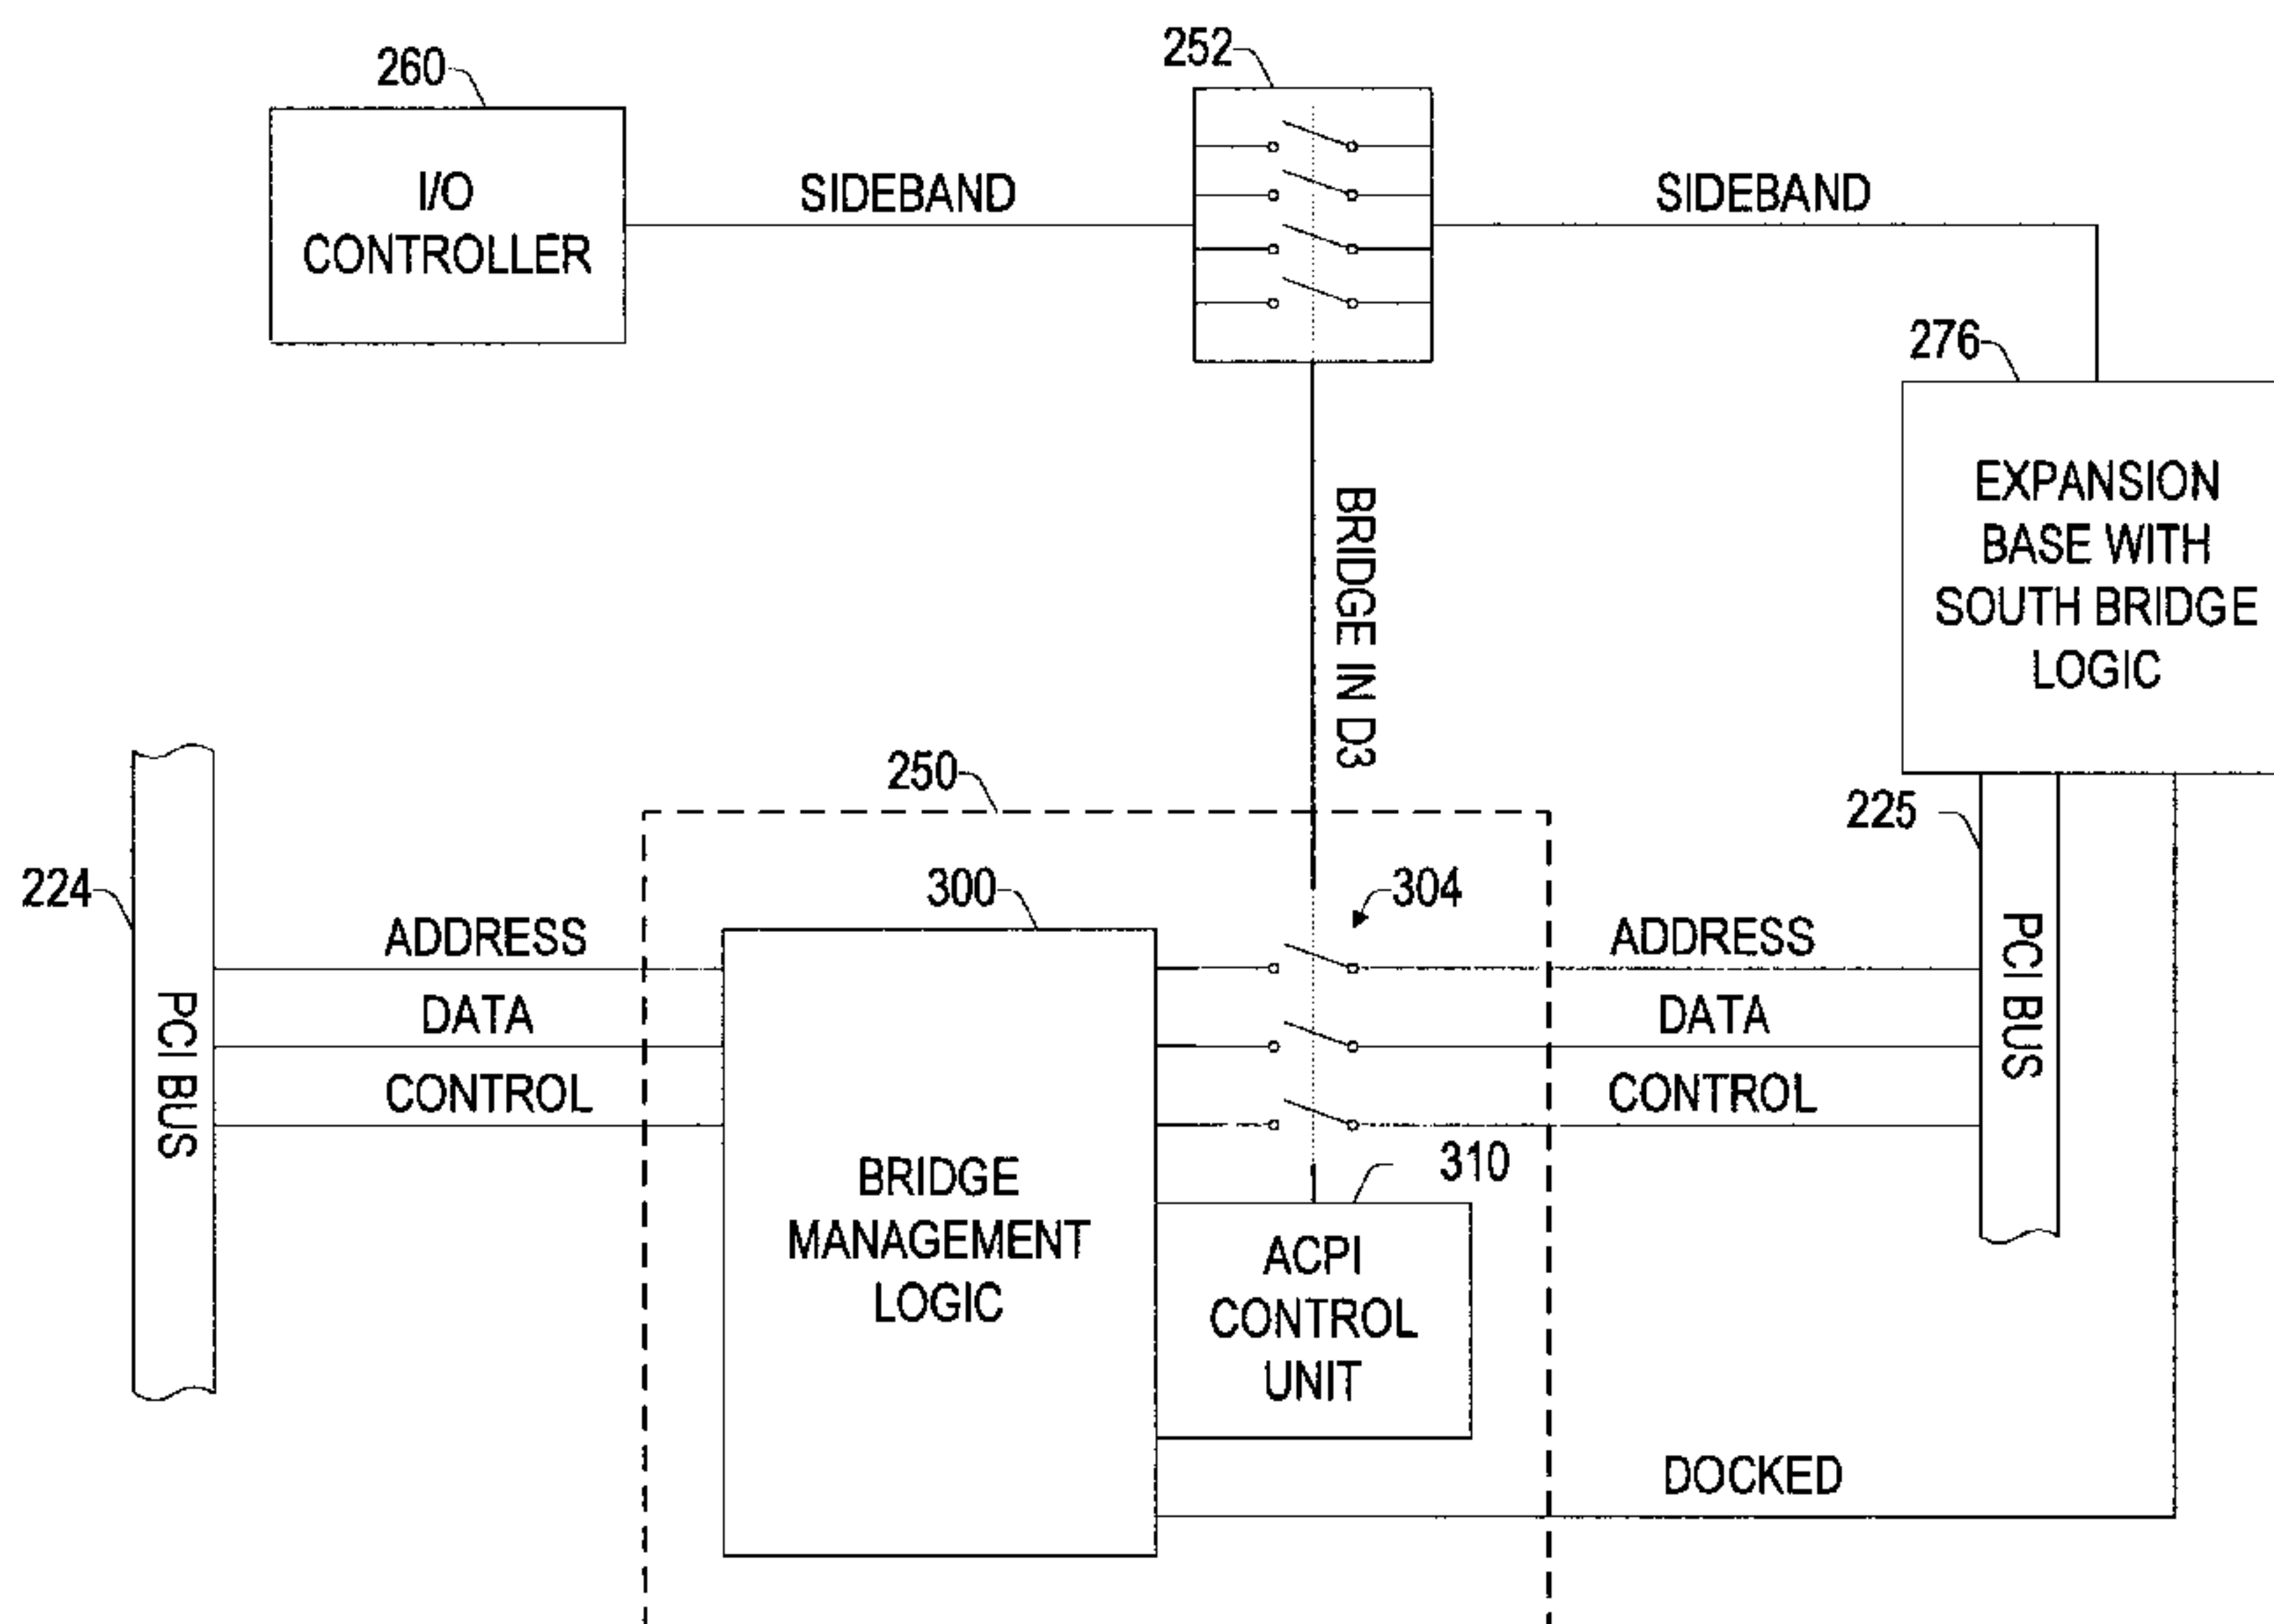 252
260
I/O
CONTROLLER
SIDEBAND
SIDEBAND
276
EXPANSION
BASE WITH
SOUTH BRIDGE
LOGIC
BRIDGE IN D3
250
225
224
300
304
ADDRESS
ADDRESS
PCI BUS
PCI BUS
DATA
DATA
CONTROL
CONTROL
310
BRIDGE
MANAGEMENT
LOGIC
ACPI
CONTROL
UNIT
DOCKED